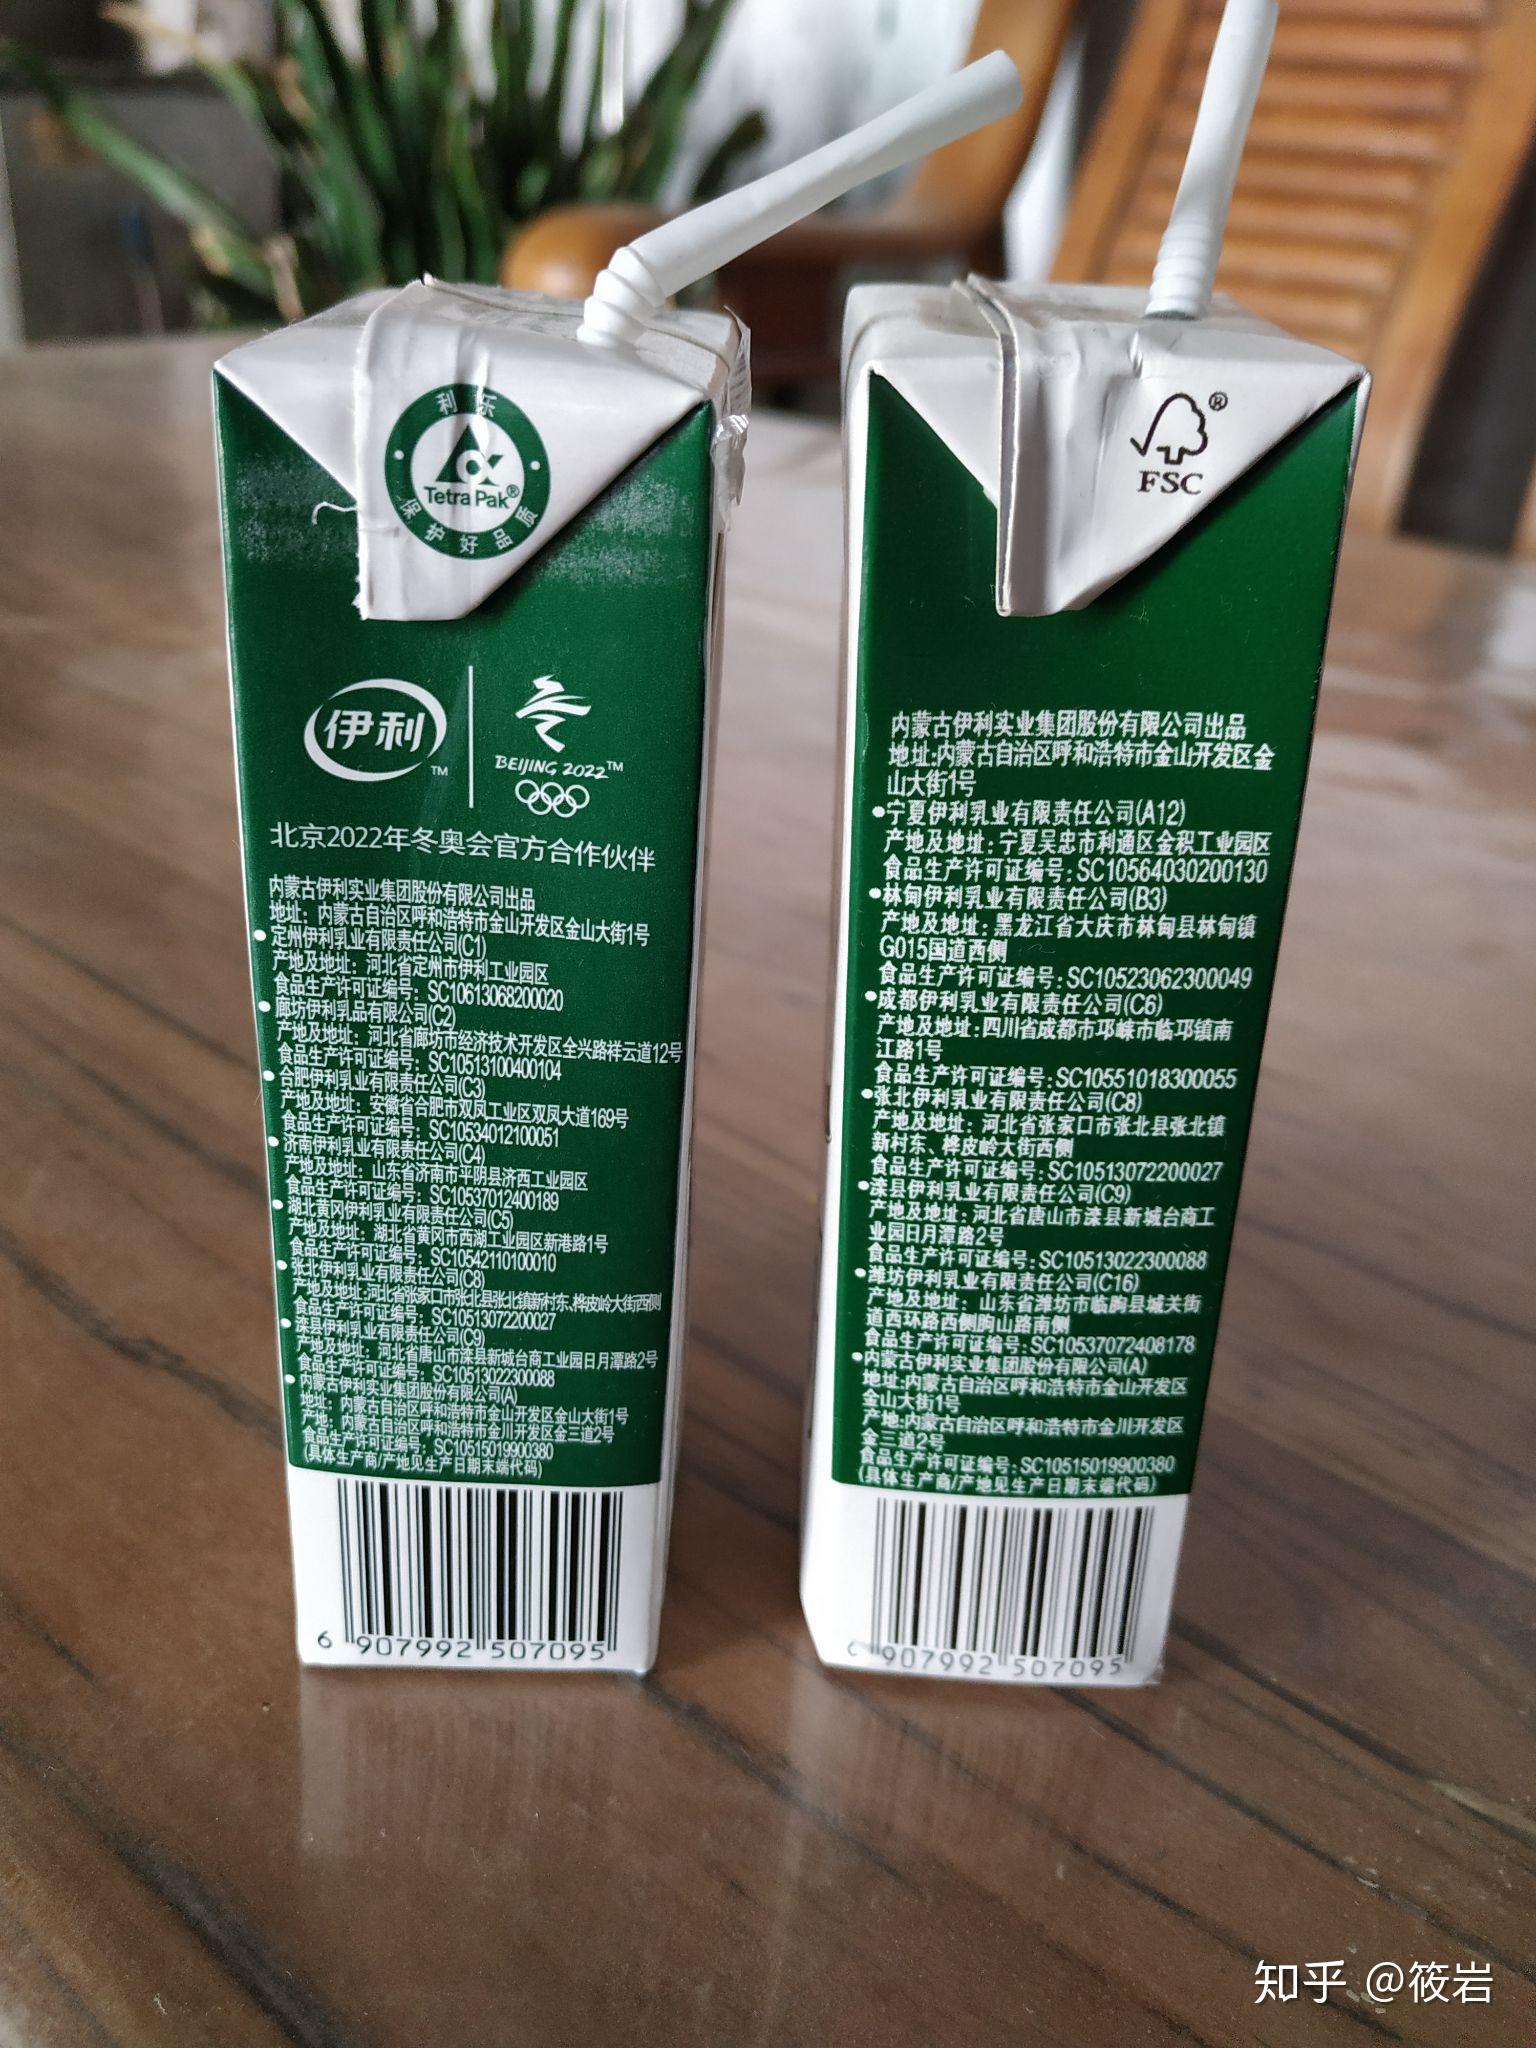 利乐
Tetra Pak®
保护好品质
伊利™
BEIJING 2022™
北京2022年冬奥会官方合作伙伴
内蒙古伊利实业集团股份有限公司出品
地址：内蒙古自治区呼和浩特市金山开发区金山大街1号
•定州伊利乳业有限责任公司(C1)
产地及地址：河北省定州市伊利工业园区
食品生产许可证编号：SC10613068200020
•廊坊伊利乳品有限公司(C2)
产地及地址：河北省廊坊市经济技术开发区全兴路祥云道12号
食品生产许可证编号：SC10513100400104
•合肥伊利乳业有限责任公司(C3)
产地及地址：安徽省合肥市双凤工业区双凤大道169号
食品生产许可证编号：SC10534012100051
•济南伊利乳业有限责任公司(C4)
产地及地址：山东省济南市平阴县济西工业园区
食品生产许可证编号：SC10537012400189
•湖北黄冈伊利乳业有限责任公司(C5)
产地及地址：湖北省黄冈市西湖工业园区新港路1号
食品生产许可证编号：SC10542110100010
•张北伊利乳业有限责任公司(C8)
产地及地址:河北省张家口市张北县张北镇新村东、桦皮岭大街西侧
食品生产许可证编号：SC10513072200027
•滦县伊利乳业有限责任公司(C9)
产地及地址：河北省唐山市滦县新城台商工业园日月潭路2号
食品生产许可证编号：SC10513022300088
•内蒙古伊利实业集团股份有限公司(A)
地址：内蒙古自治区呼和浩特市金山开发区金山大街1号
产地：内蒙古自治区呼和浩特市金川开发区金三道2号
食品生产许可证编号：SC10515019900380
(具体生产商/产地见生产日期末端代码)
6 907992 507095
®
FSC
内蒙古伊利实业集团股份有限公司出品
地址:内蒙古自治区呼和浩特市金山开发区金
山大街1号
•宁夏伊利乳业有限责任公司(A12)
产地及地址：宁夏吴忠市利通区金积工业园区
食品生产许可证编号：SC10564030200130
•林甸伊利乳业有限责任公司(B3)
产地及地址：黑龙江省大庆市林甸县林甸镇
G015国道西侧
食品生产许可证编号：SC10523062300049
•成都伊利乳业有限责任公司(C6)
产地及地址:四川省成都市邛崃市临邛镇南
江路1号
食品生产许可证编号：SC10551018300055
•张北伊利乳业有限责任公司(C8)
产地及地址：河北省张家口市张北县张北镇
新村东、桦皮岭大街西侧
食品生产许可证编号：SC10513072200027
•滦县伊利乳业有限责任公司(C9)
产地及地址：河北省唐山市滦县新城台商工
业园日月潭路2号
食品生产许可证编号：SC10513022300088
•潍坊伊利乳业有限责任公司(C16)
产地及地址：山东省潍坊市临朐县城关街
道西环路西侧朐山路南侧
食品生产许可证编号：SC10537072408178
•内蒙古伊利实业集团股份有限公司(A)
地址:内蒙古自治区呼和浩特市金山开发区
金山大街1号
产地:内蒙古自治区呼和浩特市金川开发区
金三道2号
食品生产许可证编号：SC10515019900380
(具体生产商/产地见生产日期末端代码)
907992 507095
知乎 @筱岩